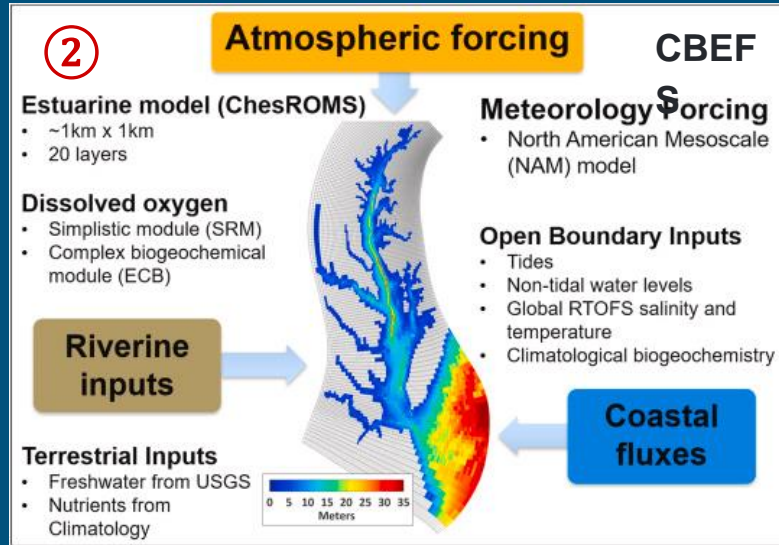 ②
Atmospheric forcing
CBEF
S
Estuarine model (ChesROMS)
• ~1km x 1km
• 20 layers
Dissolved oxygen
• Simplistic module (SRM)
• Complex biogeochemical
module (ECB)
Riverine
inputs
Terrestrial Inputs
• Freshwater from USGS
• Nutrients from
Climatology
0 5 10 15 20 25 30 35
Meters
Meteorology Forcing
• North American Mesoscale
(NAM) model
Open Boundary Inputs
• Tides
• Non-tidal water levels
• Global RTOFS salinity and
temperature
• Climatological biogeochemistry
Coastal
fluxes